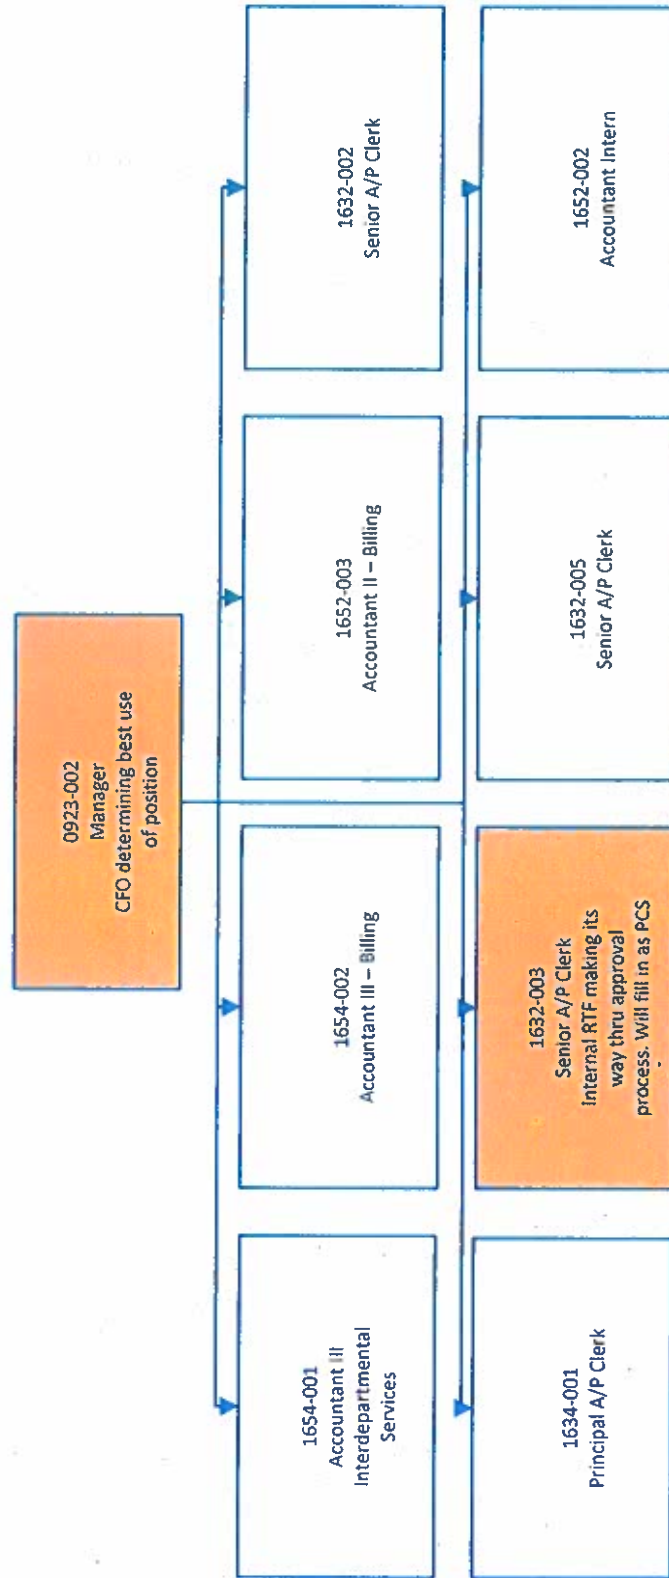 0923-002
Manager
CFO determining best use
of position
1654-001
Accountant III
Interdepartmental
Services
1654-002
Accountant III – Billing
1652-003
Accountant II – Billing
1632-002
Senior A/P Clerk
1634-001
Principal A/P Clerk
1632-003
Senior A/P Clerk
Internal RTF making its
way thru approval
process. Will fill in as PCS
1632-005
Senior A/P Clerk
1652-002
Accountant Intern